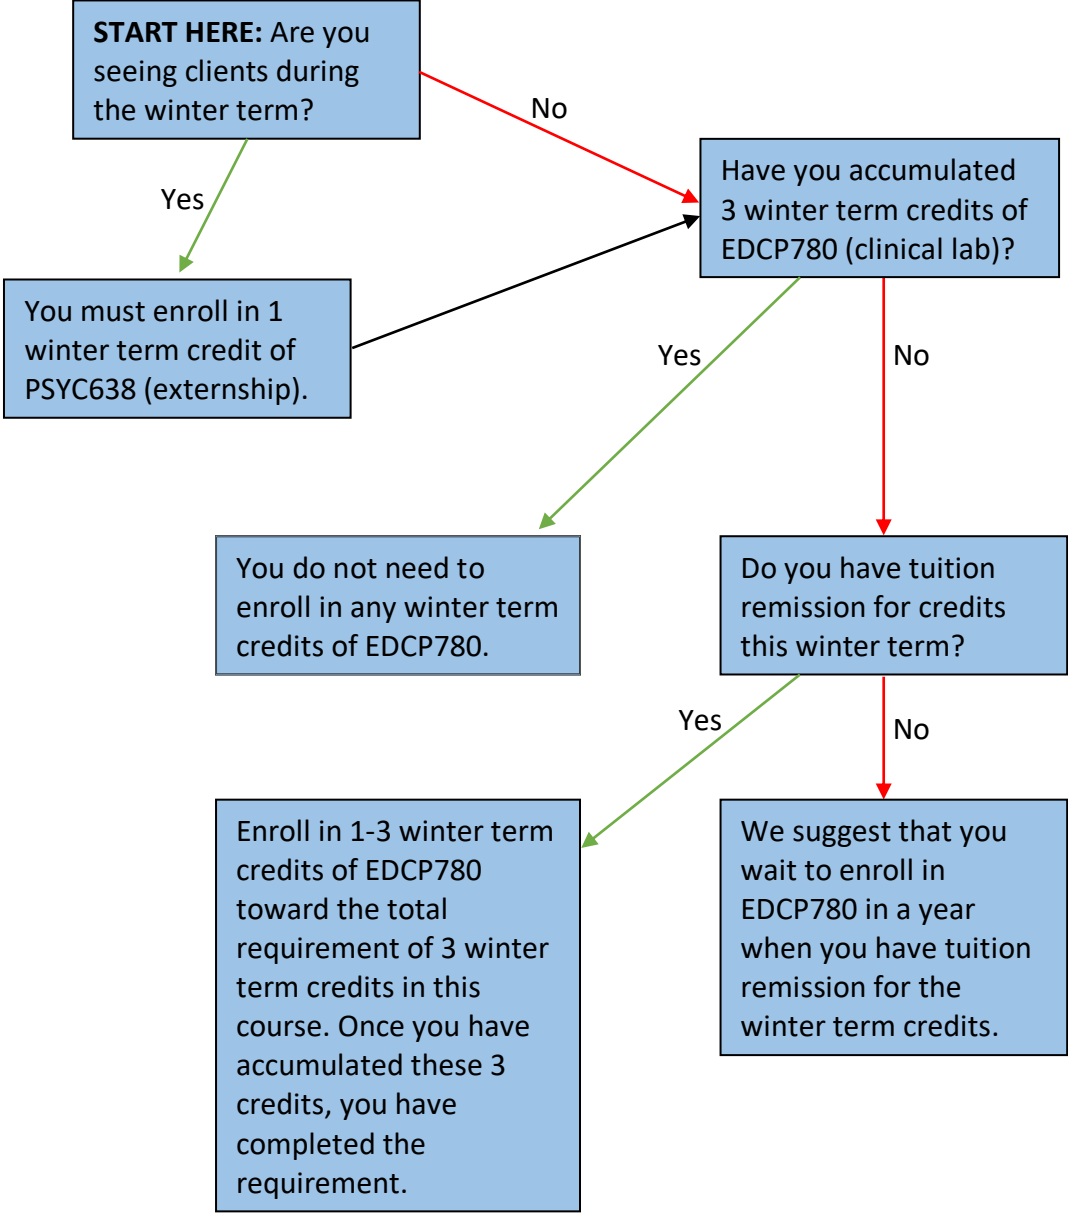 START HERE: Are you
seeing clients during
the winter term?
No
Yes
Have you accumulated
3 winter term credits of
EDCP780 (clinical lab)?
You must enroll in 1
winter term credit of
PSYC638 (externship).
Yes
No
You do not need to
enroll in any winter term
credits of EDCP780.
Do you have tuition
remission for credits
this winter term?
Yes
No
Enroll in 1-3 winter term
credits of EDCP780
toward the total
requirement of 3 winter
term credits in this
course. Once you have
accumulated these 3
credits, you have
completed the
requirement.
We suggest that you
wait to enroll in
EDCP780 in a year
when you have tuition
remission for the
winter term credits.